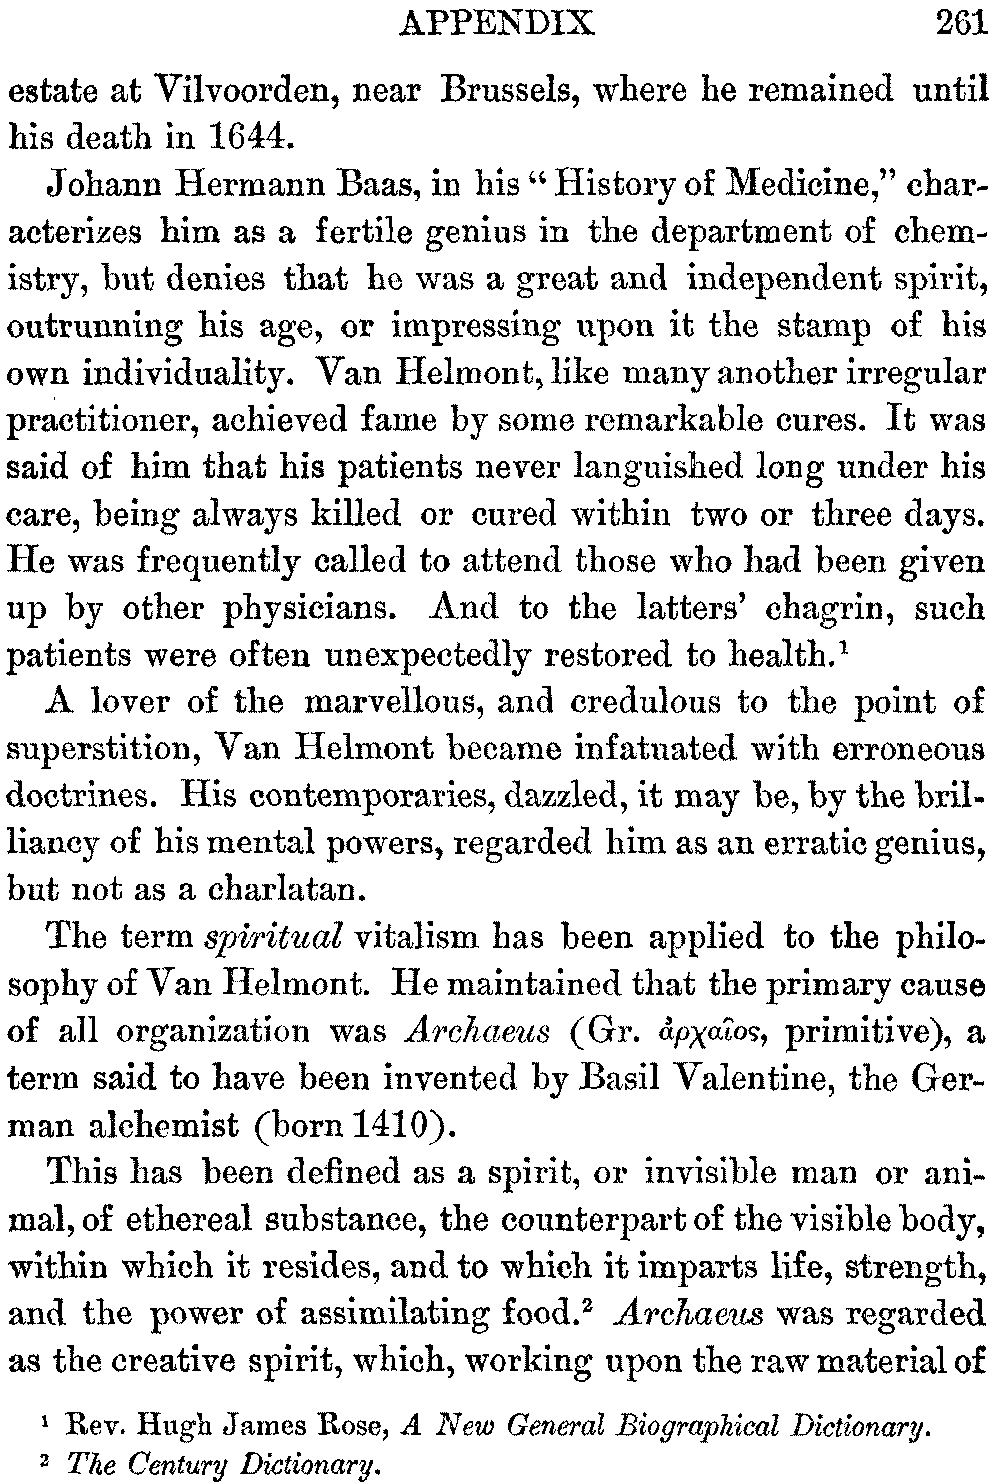 APPENDIX 261
estate at Vilvoorden, near Brussels, where he remained until
his death in 1644.
Johann Hermann Baas, in his “ History of Medicine,” char-
acterizes him as a fertile genius in the department of chem-
istry, but denies that he was a great and independent spirit,
outrunning his age, or impressing upon it the stamp of his
own individuality. Van Helmont, like many another irregular
practitioner, achieved fame by some remarkable cures. It was
said of him that his patients never languished long under his
care, being always killed or cured within two or three days.
He was frequently called to attend those who had been given
up by other physicians. And to the latters’ chagrin, such
patients were often unexpectedly restored to health.¹
A lover of the marvellous, and credulous to the point of
superstition, Van Helmont became infatuated with erroneous
doctrines. His contemporaries, dazzled, it may be, by the bril-
liancy of his mental powers, regarded him as an erratic genius,
but not as a charlatan.
The term spiritual vitalism has been applied to the philo-
sophy of Van Helmont. He maintained that the primary cause
of all organization was Archaeus (Gr. ἀρχαῖος, primitive), a
term said to have been invented by Basil Valentine, the Ger-
man alchemist (born 1410).
This has been defined as a spirit, or invisible man or ani-
mal, of ethereal substance, the counterpart of the visible body,
within which it resides, and to which it imparts life, strength,
and the power of assimilating food.² Archaeus was regarded
as the creative spirit, which, working upon the raw material of
¹ Rev. Hugh James Rose, A New General Biographical Dictionary.
² The Century Dictionary.